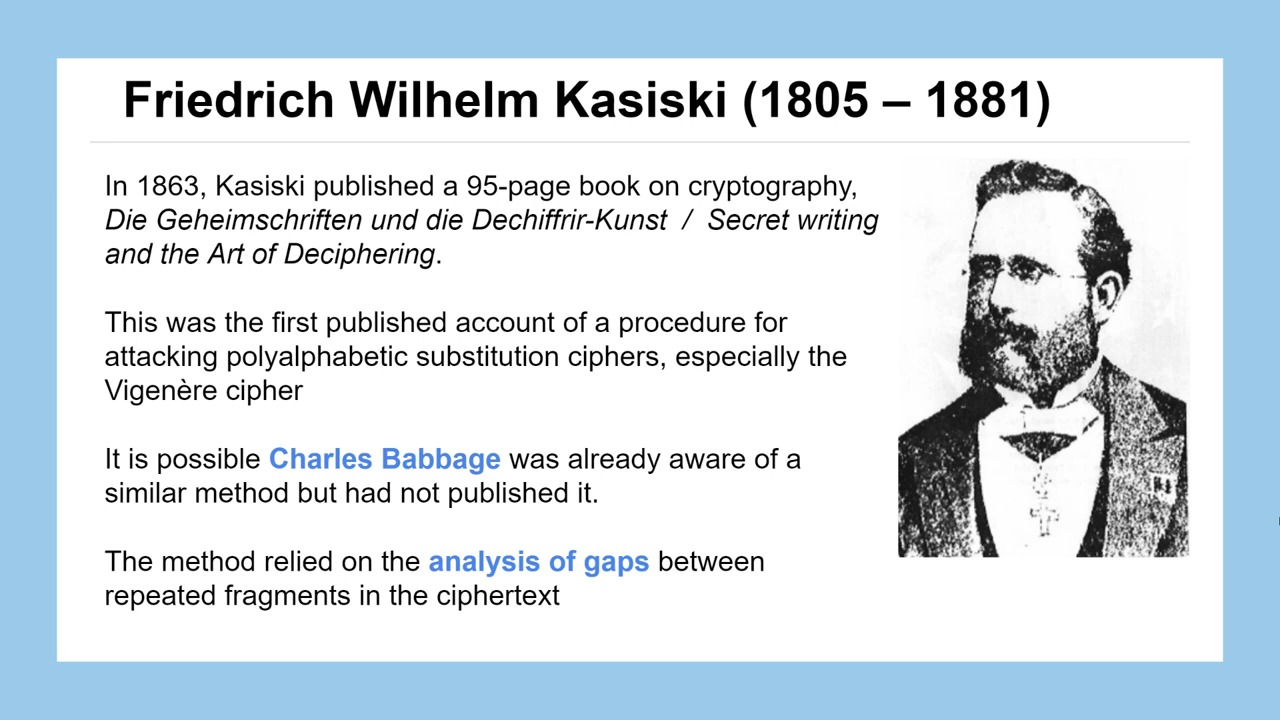 Friedrich Wilhelm Kasiski (1805 – 1881)
In 1863, Kasiski published a 95-page book on cryptography,
Die Geheimschriften und die Dechiffrir-Kunst / Secret writing
and the Art of Deciphering.
This was the first published account of a procedure for
attacking polyalphabetic substitution ciphers, especially the
Vigenère cipher
It is possible Charles Babbage was already aware of a
similar method but had not published it.
The method relied on the analysis of gaps between
repeated fragments in the ciphertext